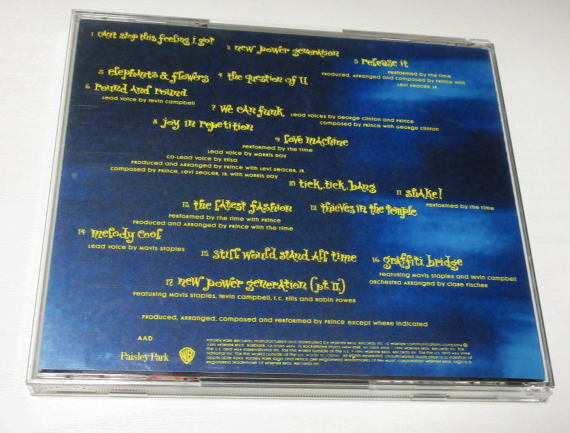 1 can't stop this feeling i got
2 new power generation
3 release it
Performed by the time
Produced, arranged and composed by Prince with
Levi Seacer, Jr.
5 elephants & flowers
4 the question of U
6 round and round
Lead voice by tevin campbell
7 we can funk
Lead voices by George Clinton and Prince
composed by Prince with George Clinton
8 joy in repetition
9 love machine
Performed by the time
Lead voice by Morris Day
Co-lead voice by Elisa
Produced and arranged by Prince with Levi Seacer, Jr.
composed by Prince, Levi Seacer, Jr. with Morris Day
10 tick, tick, bang
11 shake!
Performed by the time
13 the latest fashion
Performed by the time with Prince
Produced and arranged by Prince with the time
12 thieves in the temple
14 melody cool
Lead voice by Mavis Staples
15 still would stand all time
16 graffiti bridge
Featuring Mavis Staples and tevin campbell
Orchestra arranged by Clare Fischer
17 new power generation (pt. II)
Featuring Mavis Staples, tevin campbell, t.c. ellis and Robin Power
Produced, arranged, composed and performed by Prince except where indicated
AAD
Paisley Park
WB